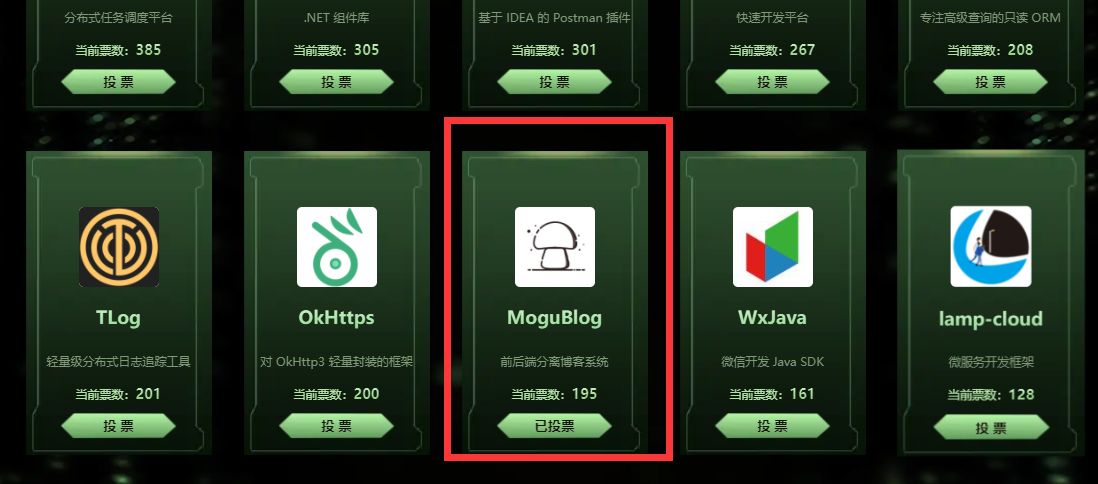 分布式任务调度平台
.NET 组件库
基于 IDEA 的 Postman 插件
快速开发平台
专注高级查询的只读 ORM
当前票数：385
当前票数：305
当前票数：301
当前票数：267
当前票数：208
投 票
投 票
投 票
投 票
投 票
TLog
OkHttps
MoguBlog
WxJava
lamp-cloud
轻量级分布式日志追踪工具
对 OkHttp3 轻量封装的框架
前后端分离博客系统
微信开发 Java SDK
微服务开发框架
当前票数：201
当前票数：200
当前票数：195
当前票数：161
当前票数：128
投 票
投 票
已投票
投 票
投 票